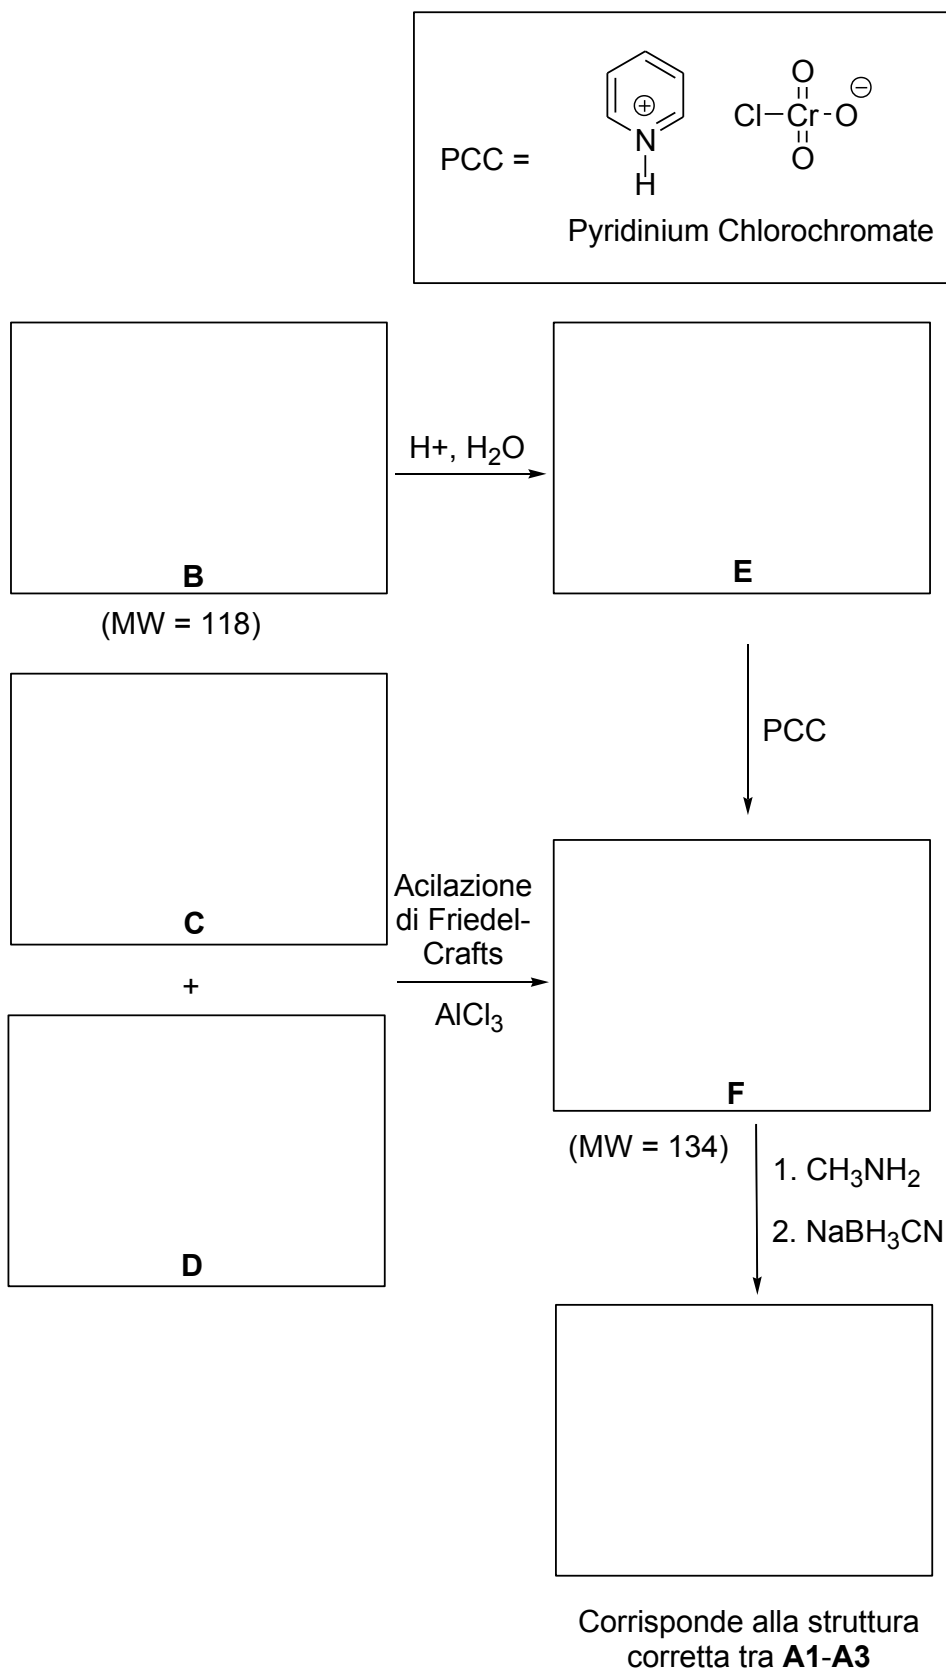 PCC =
N
H
⊕
O
Cl Cr O ⊖
O
Pyridinium Chlorochromate
H+, H₂O
B
(MW = 118)
E
PCC
C
+
D
Acilazione
di Friedel-
Crafts
AlCl₃
F
(MW = 134)
1. CH₃NH₂
2. NaBH₃CN
Corrisponde alla struttura
corretta tra A1-A3